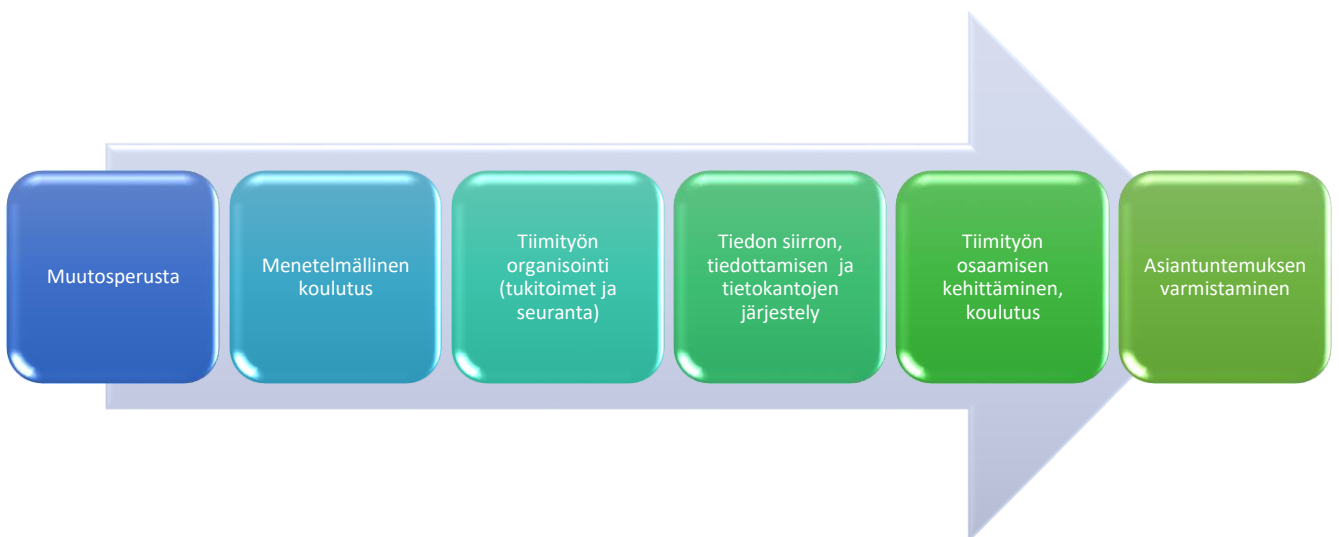 Muutosperusta
Menetelmällinen
koulutus
Tiimityön
organisointi
(tukitoimet ja
seuranta)
Tiedon siirron,
tiedottamisen ja
tietokantojen
järjestely
Tiimityön
osaamisen
kehittäminen,
koulutus
Asiantuntemuksen
varmistaminen